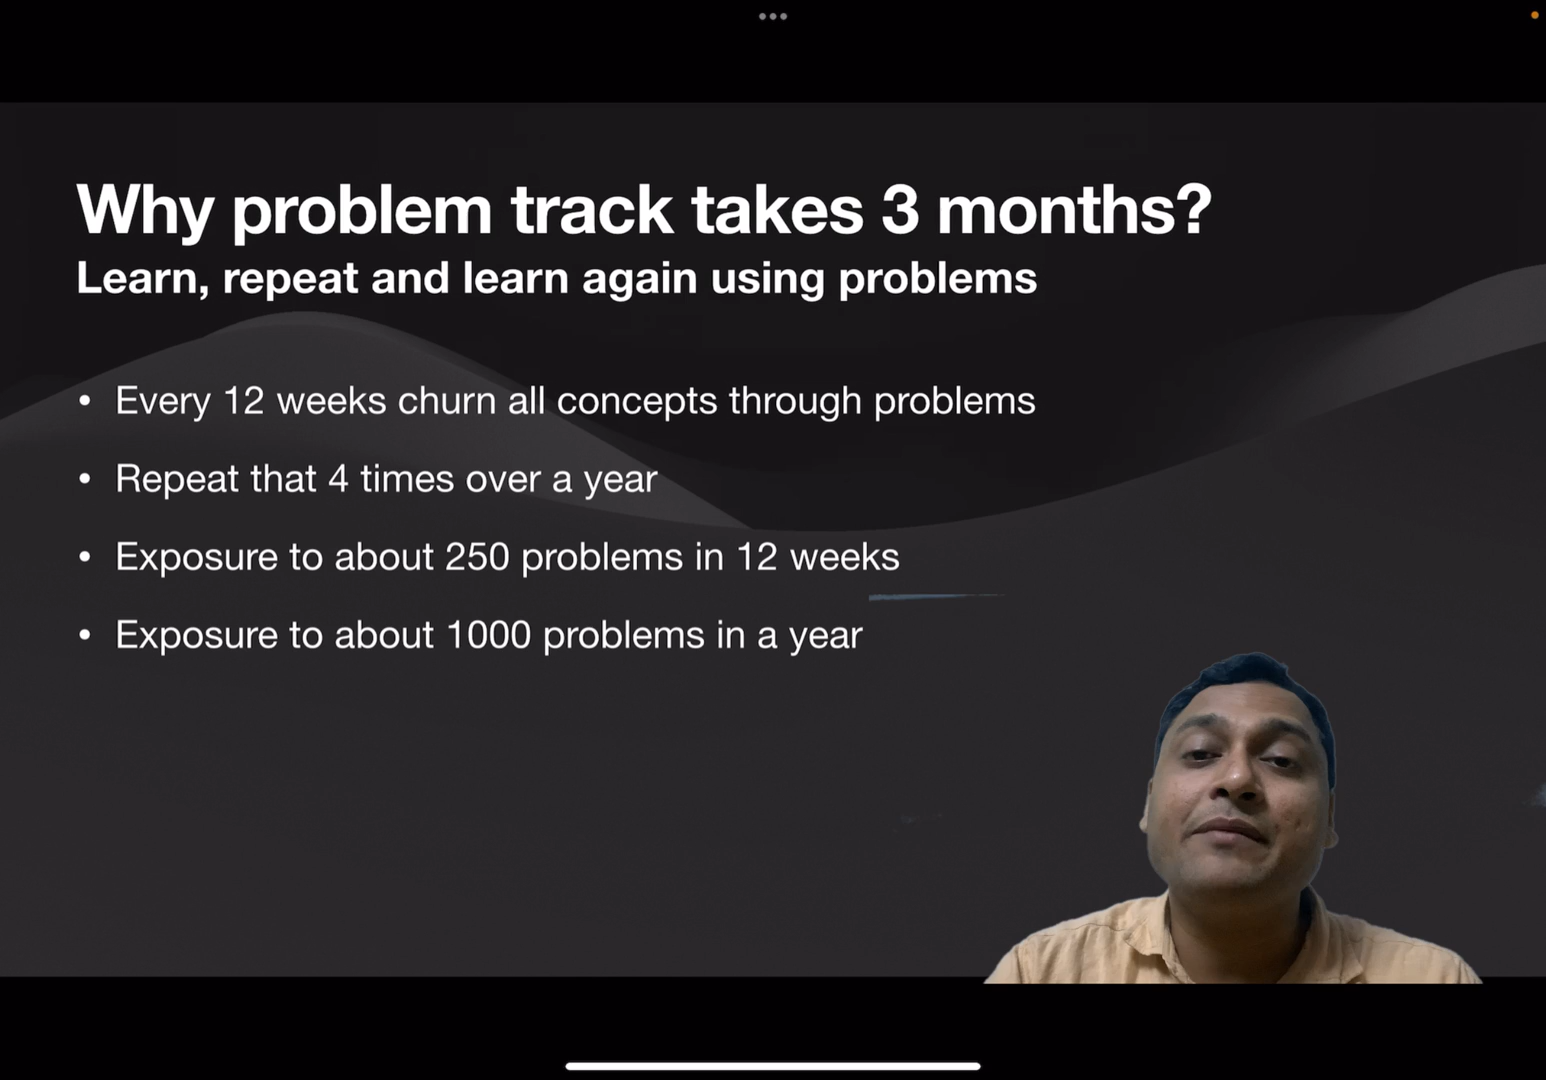 Why problem track takes 3 months?
Learn, repeat and learn again using problems
• Every 12 weeks churn all concepts through problems
• Repeat that 4 times over a year
• Exposure to about 250 problems in 12 weeks
• Exposure to about 1000 problems in a year